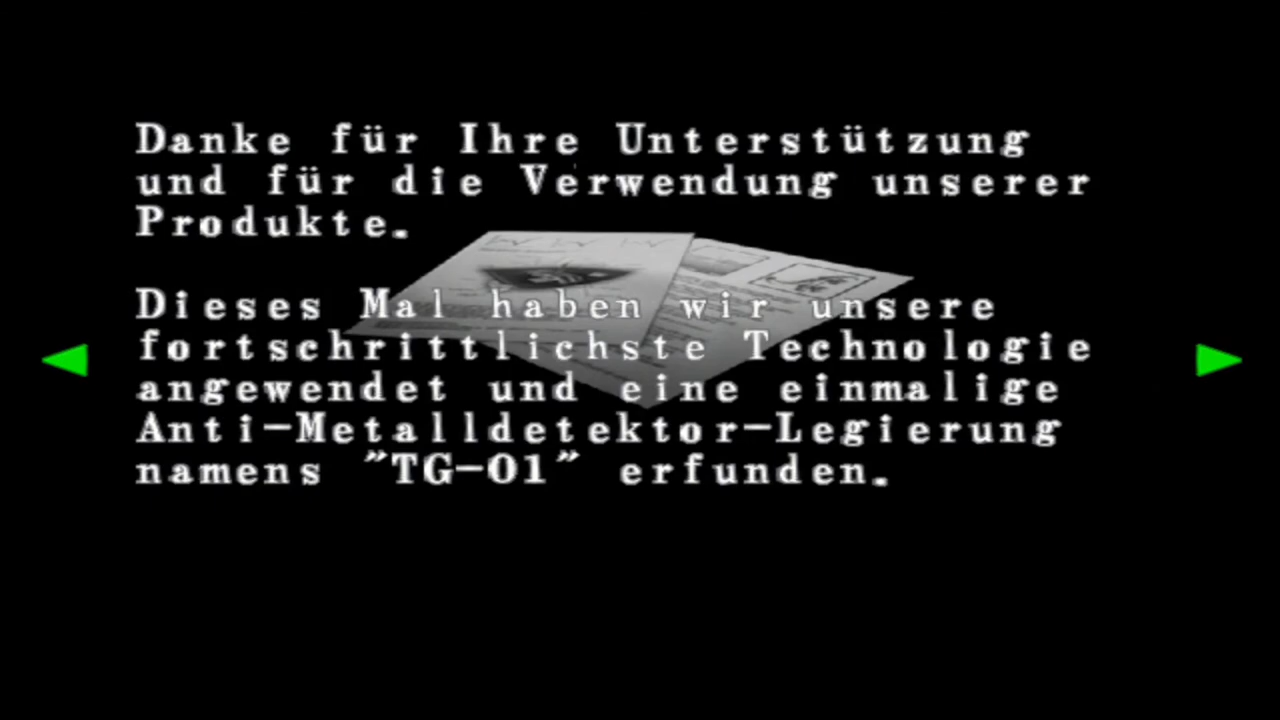 Danke für Ihre Unterstützung
und für die Verwendung unserer
Produkte.
Dieses Mal haben wir unsere
fortschrittlichste Technologie
angewendet und eine einmalige
Anti-Metalldetektor-Legierung
namens "TG-01" erfunden.